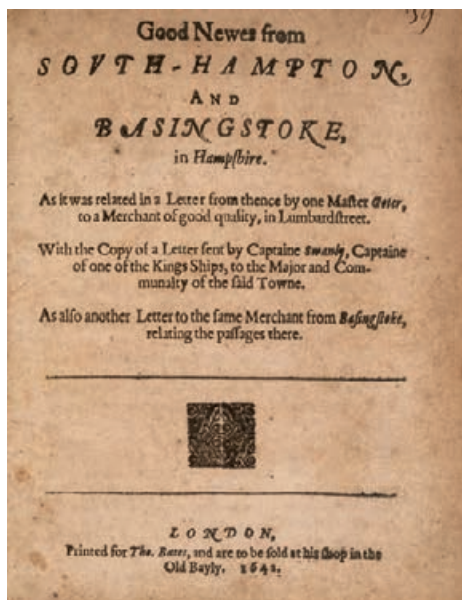 39
Good Newes from
SOVTH-HAMPTON,
AND
BASINGSTOKE,
in Hampſhire.
As it was related in a Letter from thence by one Maſter Geter,
to a Merchant of good quality, in Lumbardſtreet.
With the Copy of a Letter ſent by Captaine Swanly, Captaine
of one of the Kings Ships, to the Major and Com-
munalty of the ſaid Towne.
As alſo another Letter to the ſame Merchant from Baſingſtoke,
relating the paſſages there.
LONDON,
Printed for Tho. Bates, and are to be ſold at his ſhop in the
Old Bayly. 1642.